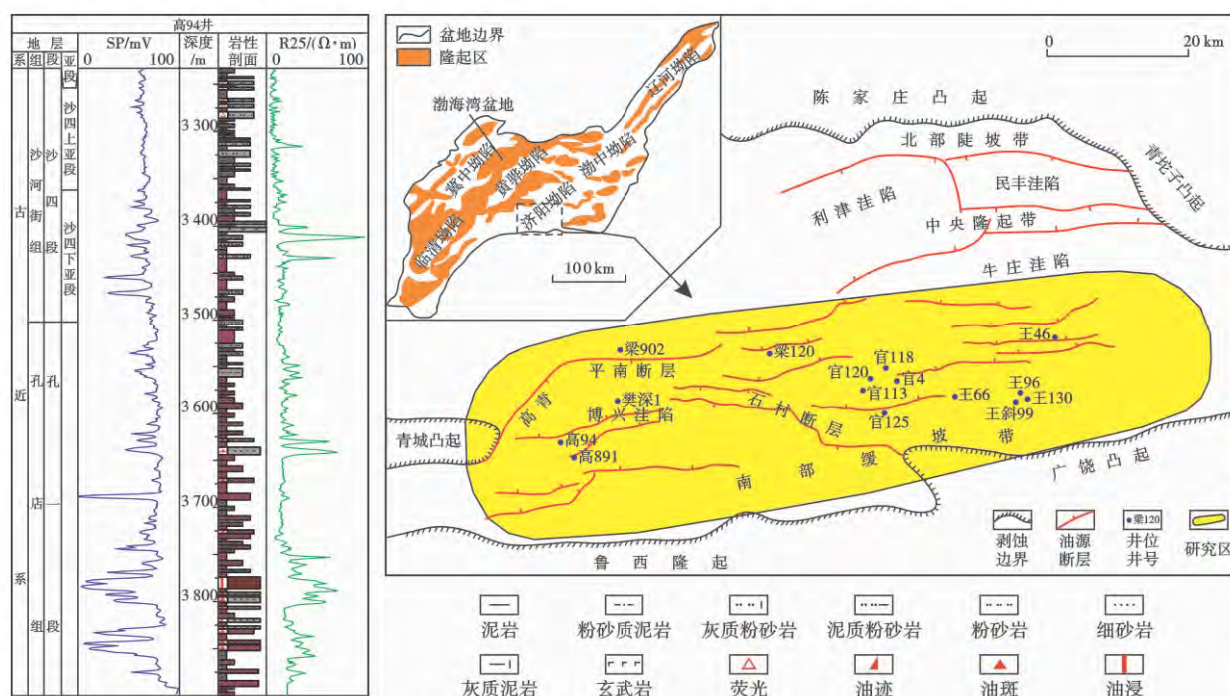 高94井
地 层
系 组 段 亚段
SP/mV
0 100
深度
/m
岩性
剖面
R25/(Ω·m)
0 100
古
近
系
沙
河
街
组
孔
店
组
沙
四
段
孔
一
段
沙四上亚段
沙四下亚段
3 300
3 400
3 500
3 600
3 700
3 800
盆地边界
隆起区
渤海湾盆地
辽河坳陷
冀中坳陷
黄骅坳陷
渤中坳陷
济阳坳陷
临清坳陷
100 km
0 20 km
陈家庄凸起
北部陡坡带
青坨子凸起
民丰洼陷
利津洼陷
中央隆起带
牛庄洼陷
王46
梁902
梁120
官118
平南断层
官120
官4
王96
高青
樊深1
官113
王66
王130
博兴洼陷
石村断层
官125
王斜99
青城凸起
高94
高891
南部缓坡带
广饶凸起
鲁西隆起
剥蚀
边界
油源
断层
梁120
井位
井号
研究区
泥岩
粉砂质泥岩
灰质粉砂岩
泥质粉砂岩
粉砂岩
细砂岩
灰质泥岩
玄武岩
荧光
油迹
油斑
油浸